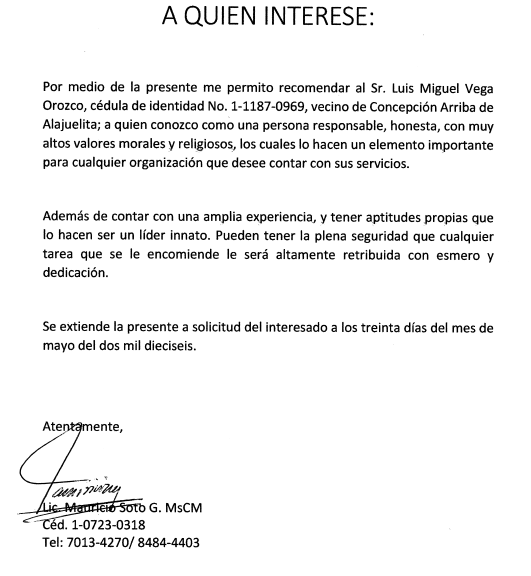 A QUIEN INTERESE:
Por medio de la presente me permito recomendar al Sr. Luis Miguel Vega
Orozco, cédula de identidad No. 1-1187-0969, vecino de Concepción Arriba de
Alajuelita; a quien conozco como una persona responsable, honesta, con muy
altos valores morales y religiosos, los cuales lo hacen un elemento importante
para cualquier organización que desee contar con sus servicios.
Además de contar con una amplia experiencia, y tener aptitudes propias que
lo hacen ser un líder innato. Pueden tener la plena seguridad que cualquier
tarea que se le encomiende le será altamente retribuida con esmero y
dedicación.
Se extiende la presente a solicitud del interesado a los treinta días del mes de
mayo del dos mil dieciseis.
Atentamente,
Lic. Mauricio Soto G. MsCM
Céd. 1-0723-0318
Tel: 7013-4270/ 8484-4403